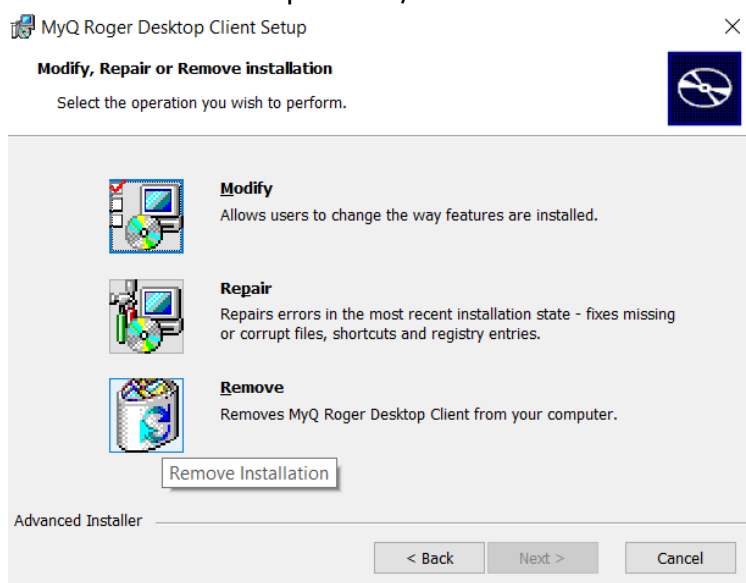 MyQ Roger Desktop Client Setup
Modify, Repair or Remove installation
Select the operation you wish to perform.
Modify
Allows users to change the way features are installed.
Repair
Repairs errors in the most recent installation state - fixes missing
or corrupt files, shortcuts and registry entries.
Remove
Removes MyQ Roger Desktop Client from your computer.
Remove Installation
Advanced Installer
< Back
Next >
Cancel